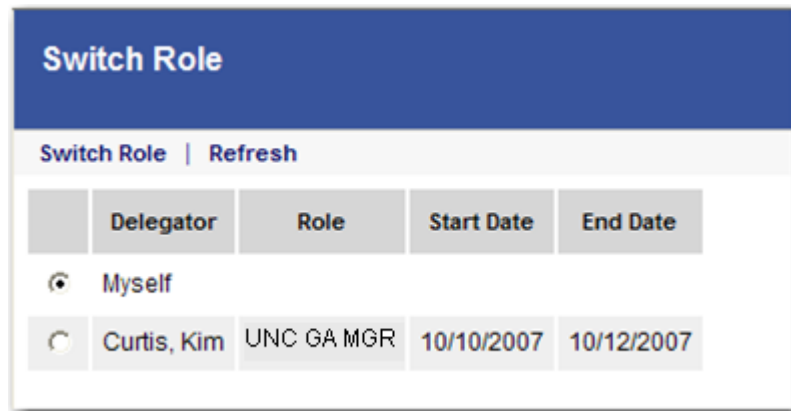 Switch Role
Switch Role | Refresh
Delegator Role Start Date End Date
Myself
Curtis, Kim UNC GA MGR 10/10/2007 10/12/2007